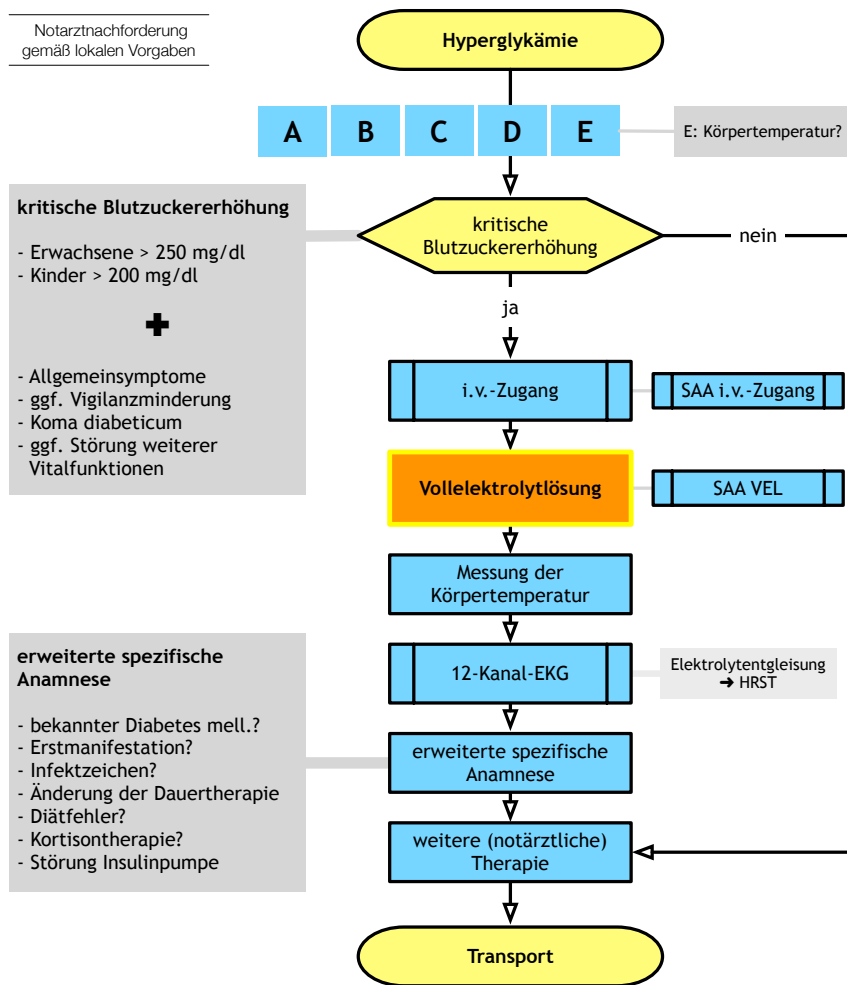 Notarztnachforderung
gemäß lokalen Vorgaben
Hyperglykämie
A B C D E
E: Körpertemperatur?
kritische Blutzuckererhöhung
- Erwachsene > 250 mg/dl
- Kinder > 200 mg/dl
+
- Allgemeinsymptome
- ggf. Vigilanzminderung
- Koma diabeticum
- ggf. Störung weiterer
Vitalfunktionen
kritische
Blutzuckererhöhung
nein
ja
i.v.-Zugang
SAA i.v.-Zugang
Vollelektrolytlösung
SAA VEL
Messung der
Körpertemperatur
12-Kanal-EKG
Elektrolytentgleisung
➔ HRST
erweiterte spezifische
Anamnese
- bekannter Diabetes mell.?
- Erstmanifestation?
- Infektzeichen?
- Änderung der Dauertherapie
- Diätfehler?
- Kortisontherapie?
- Störung Insulinpumpe
erweiterte spezifische
Anamnese
weitere (notärztliche)
Therapie
Transport